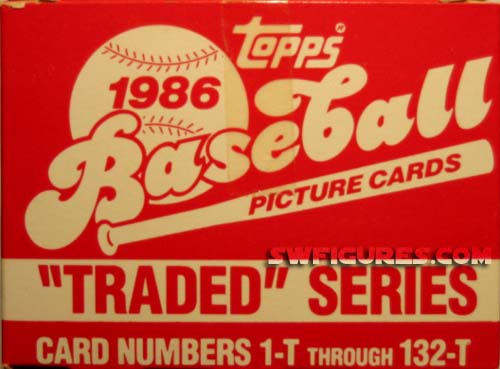 topps
1986
Baseball
PICTURE CARDS
SWFIGURES.COM
"TRADED" SERIES
CARD NUMBERS 1-T THROUGH 132-T